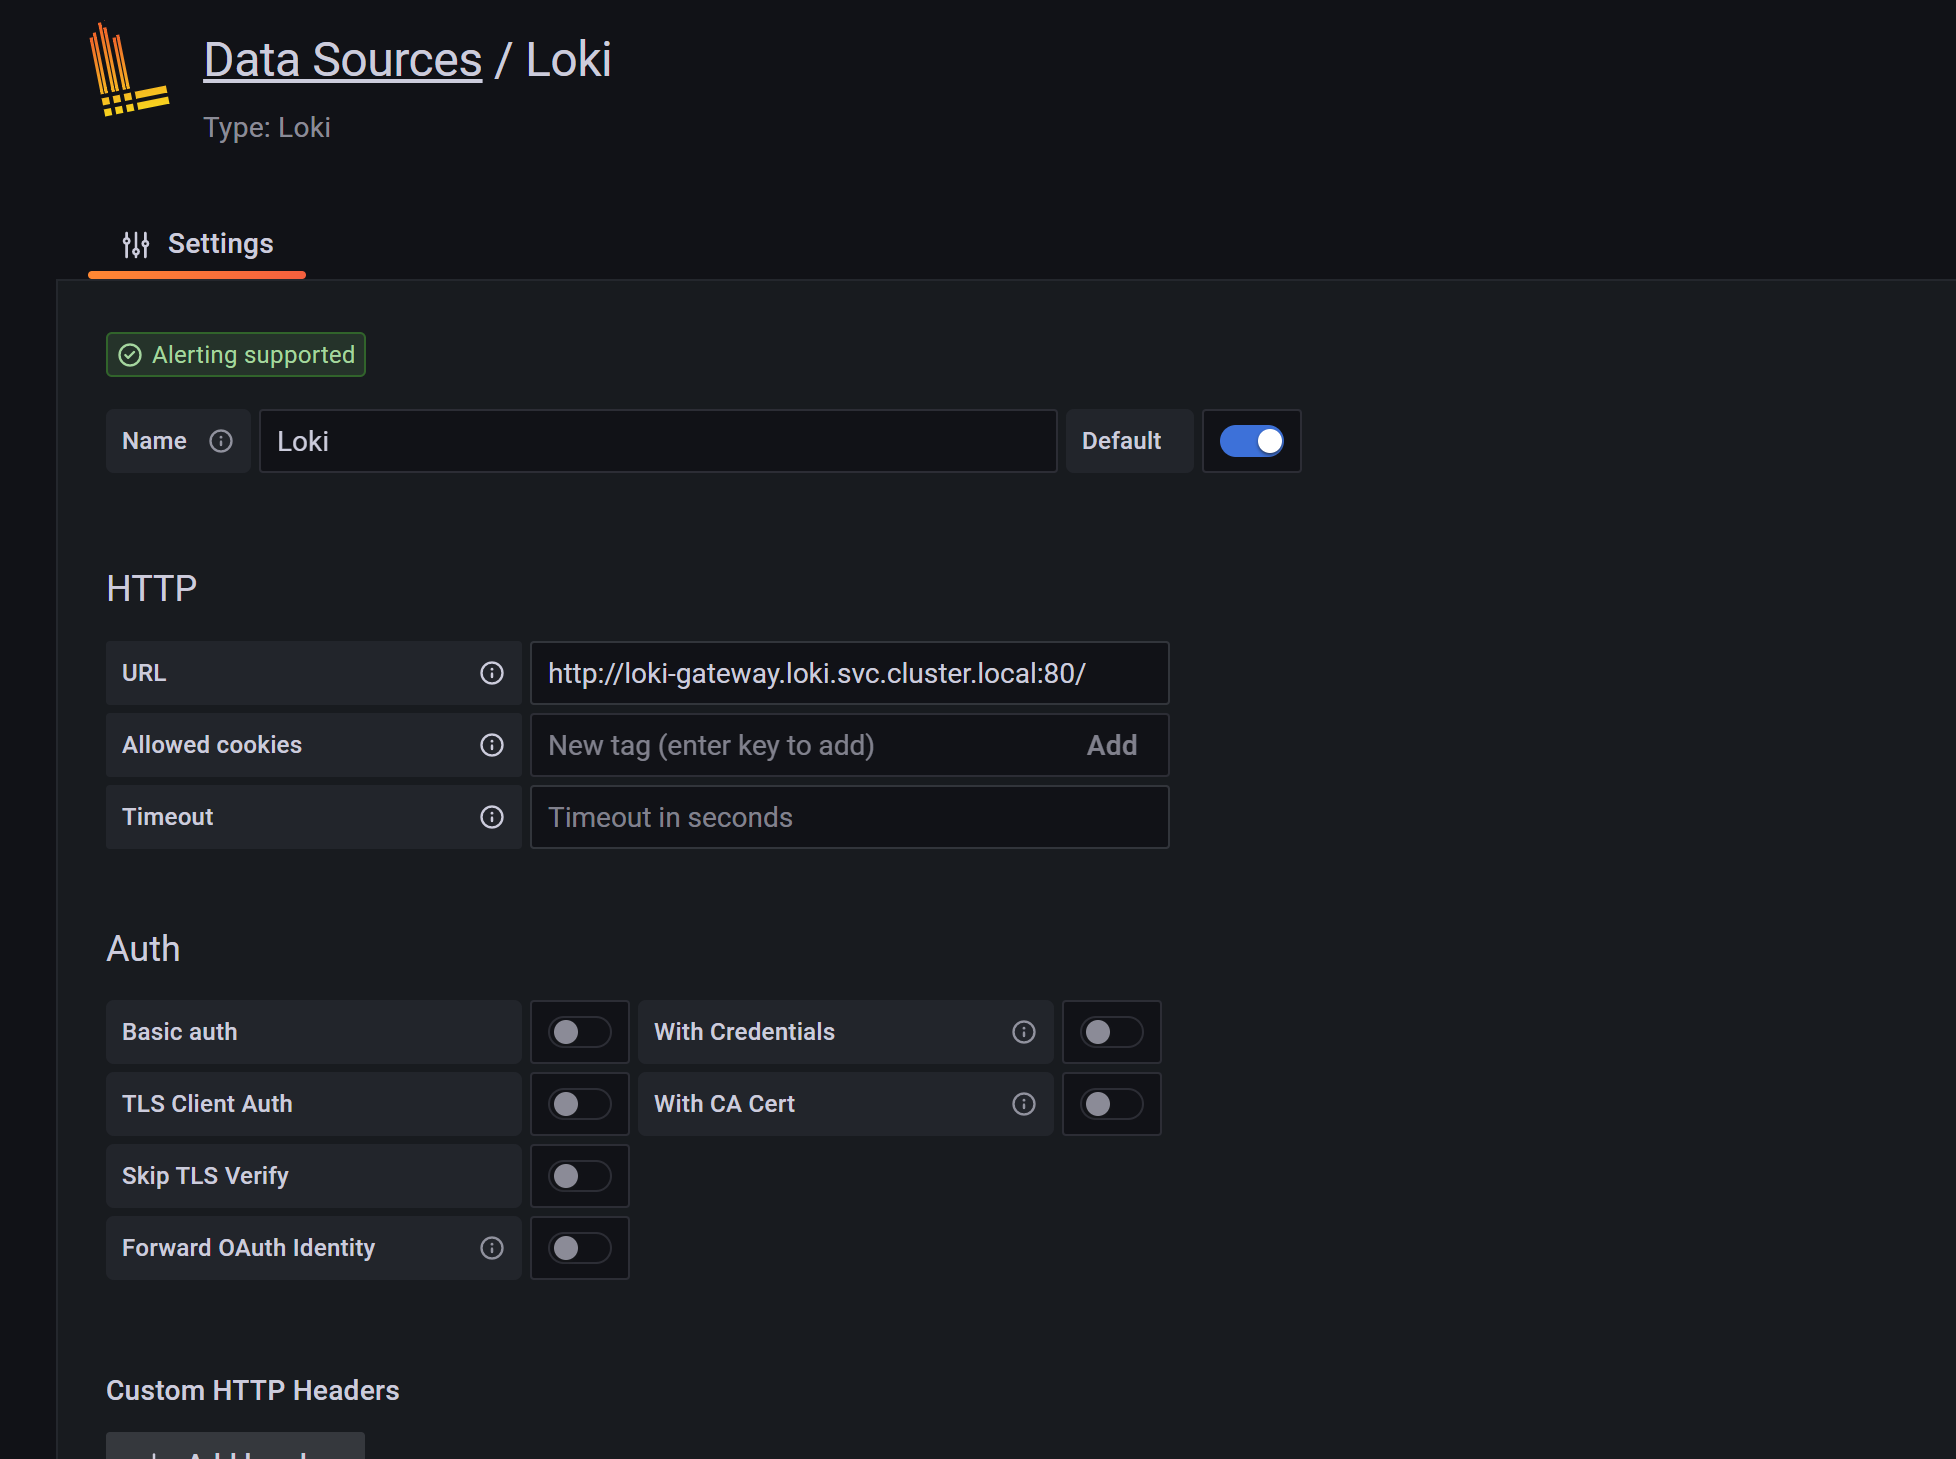 Data Sources / Loki
Type: Loki
Settings
Alerting supported
Name Loki Default
HTTP
URL http://loki-gateway.loki.svc.cluster.local:80/
Allowed cookies New tag (enter key to add) Add
Timeout Timeout in seconds
Auth
Basic auth With Credentials
TLS Client Auth With CA Cert
Skip TLS Verify
Forward OAuth Identity
Custom HTTP Headers